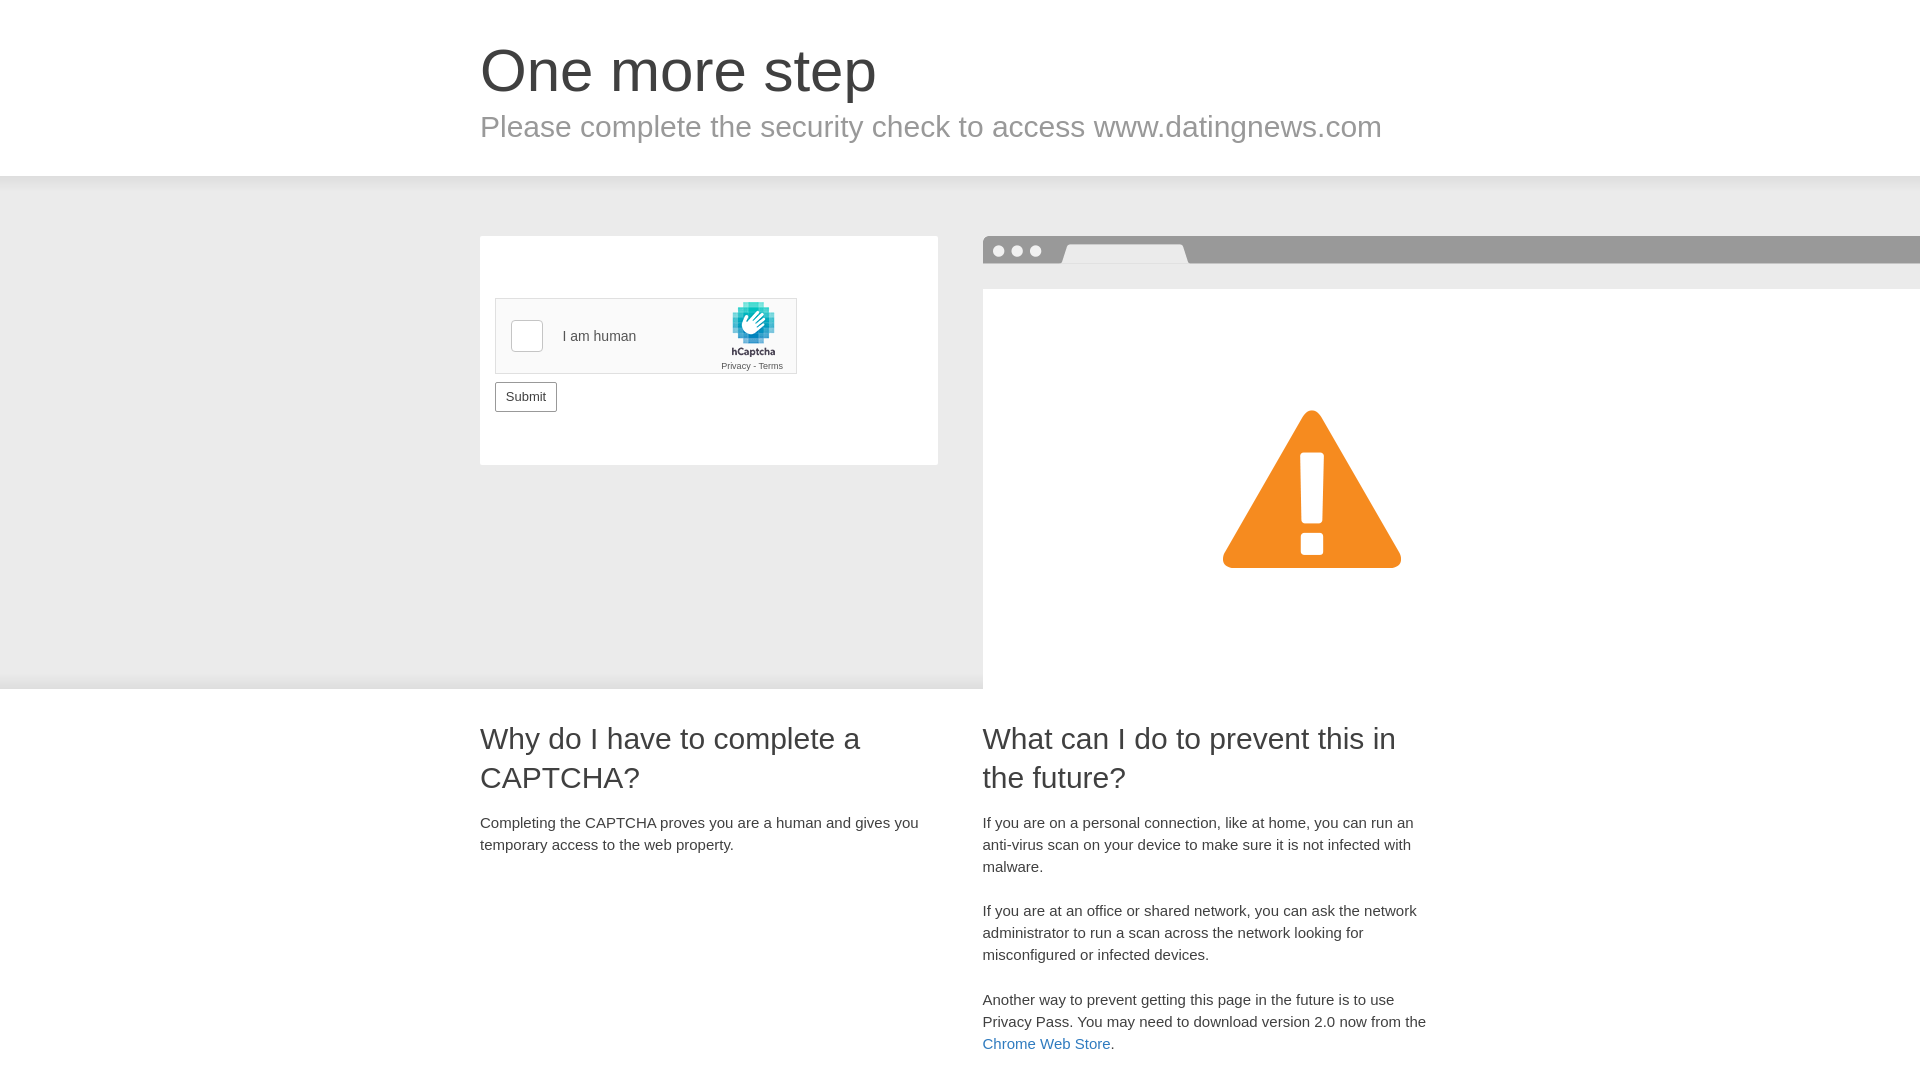 One more step
Please complete the security check to access www.datingnews.com
I am human
hCaptcha
Privacy - Terms
Submit
Why do I have to complete a
CAPTCHA?
Completing the CAPTCHA proves you are a human and gives you
temporary access to the web property.
What can I do to prevent this in
the future?
If you are on a personal connection, like at home, you can run an
anti-virus scan on your device to make sure it is not infected with
malware.
If you are at an office or shared network, you can ask the network
administrator to run a scan across the network looking for
misconfigured or infected devices.
Another way to prevent getting this page in the future is to use
Privacy Pass. You may need to download version 2.0 now from the
Chrome Web Store.